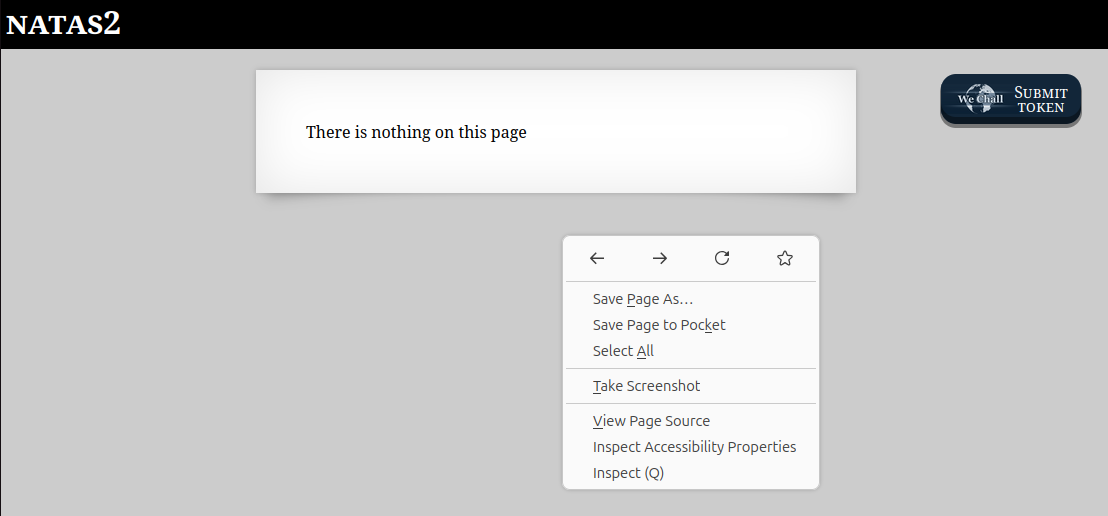 NATAS2
There is nothing on this page
We Chall
SUBMIT
TOKEN
Save Page As…
Save Page to Pocket
Select All
Take Screenshot
View Page Source
Inspect Accessibility Properties
Inspect (Q)